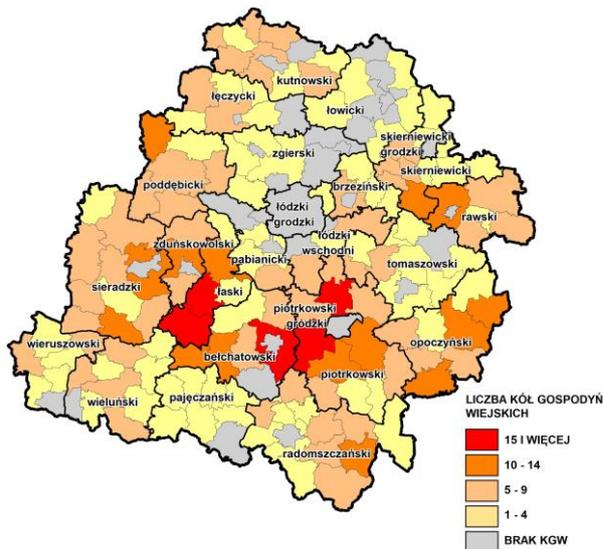 kutnowski
łęczycki
łowicki
skierniewicki
grodzki
zgierski
skierniewicki
poddębicki
brzeziński
łódzki
grodzki
rawski
łódzki
wschodni
zduńskowolski
pabianicki
tomaszowski
sieradzki
łaski
piotrkowski
grodzki
wieruszowski
bełchatowski
opoczyński
piotrkowski
wieluński
pajęczański
radomszczański
LICZBA KÓŁ GOSPODYŃ
WIEJSKICH
15 I WIĘCEJ
10 - 14
5 - 9
1 - 4
BRAK KGW